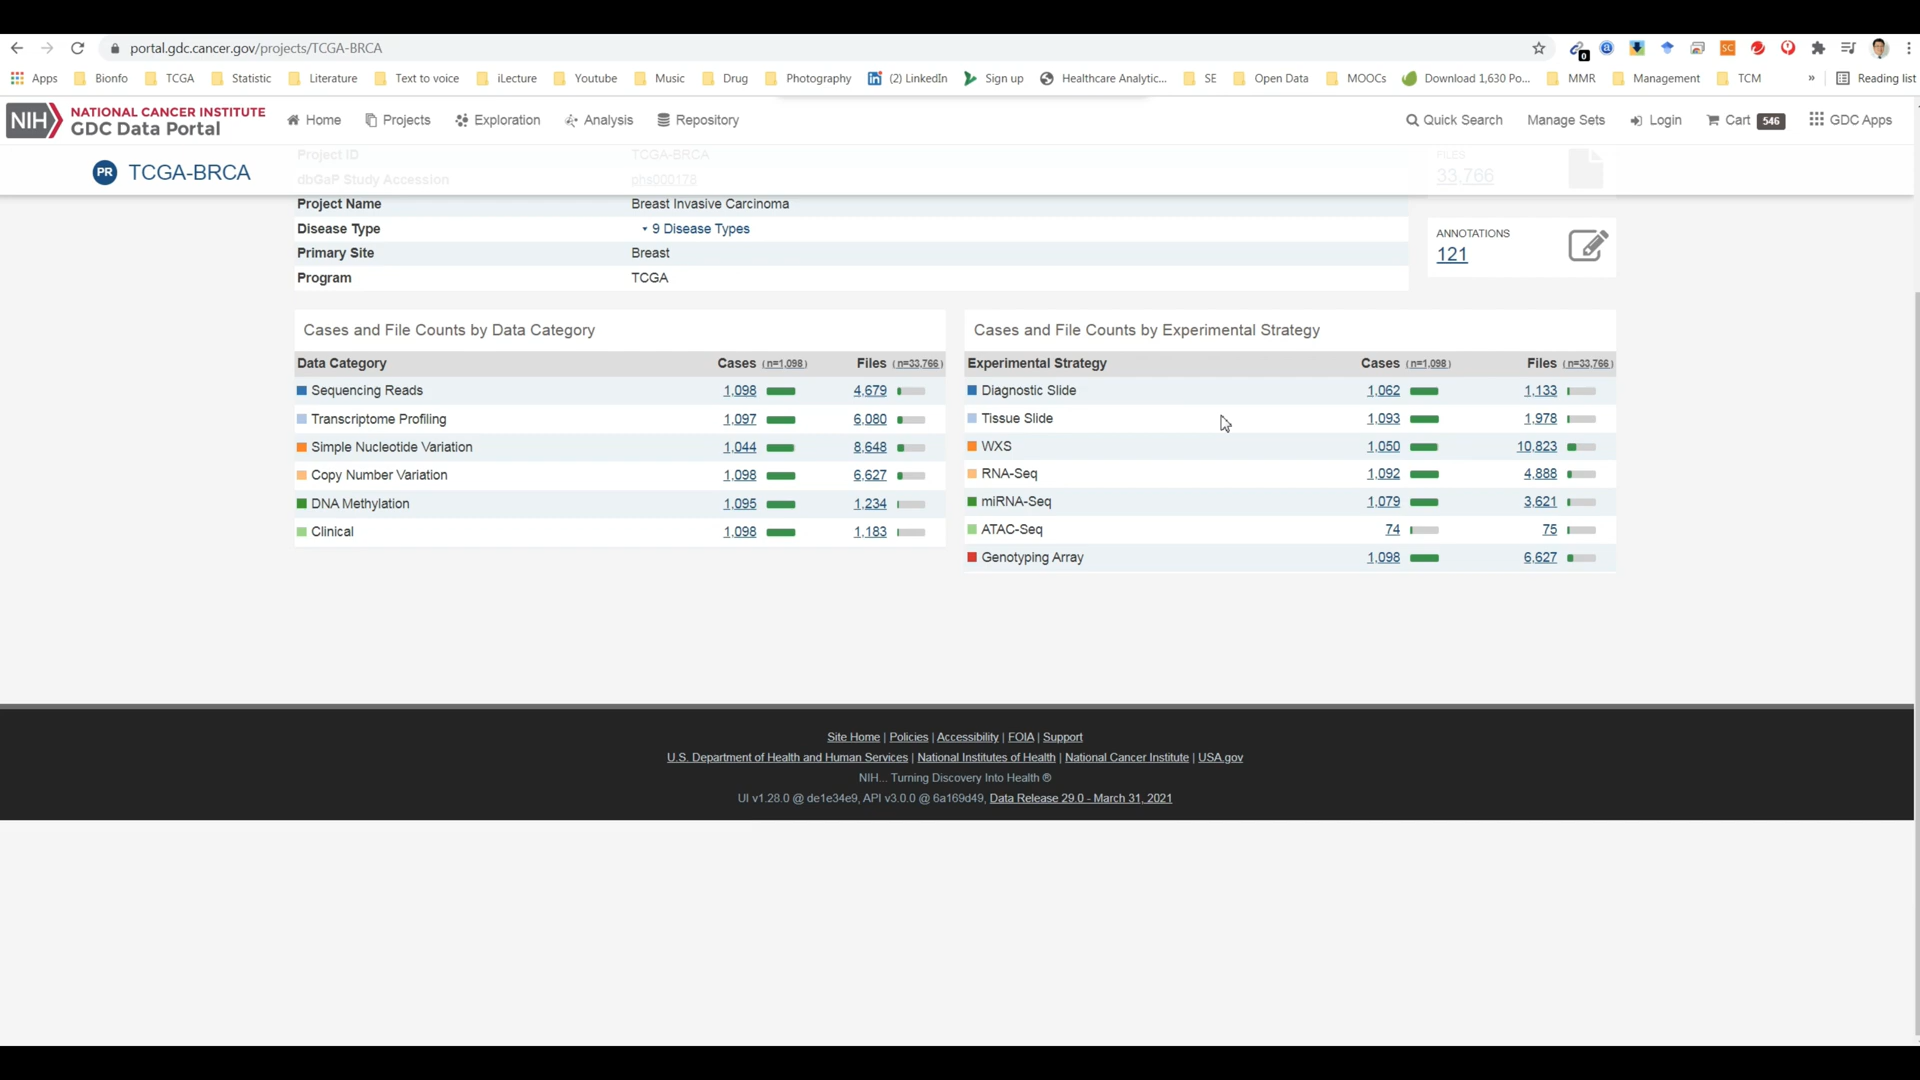 portal.gdc.cancer.gov/projects/TCGA-BRCA
0 a SC
Apps Bionfo TCGA Statistic Literature Text to voice iLecture Youtube Music Drug Photography in (2) LinkedIn Sign up Healthcare Analytic... SE Open Data MOOCs Download 1,630 Po... MMR Management TCM » Reading list
NIH NATIONAL CANCER INSTITUTE
GDC Data Portal
Home Projects Exploration Analysis Repository Quick Search Manage Sets Login Cart 546 GDC Apps
PR TCGA-BRCA
Project ID TCGA-BRCA
dbGaP Study Accession phs000178
Project Name Breast Invasive Carcinoma
Disease Type 9 Disease Types
Primary Site Breast
Program TCGA
FILES
33,766
ANNOTATIONS
121
Cases and File Counts by Data Category
Data Category Cases (n=1,098) Files (n=33,766)
Sequencing Reads 1,098 4,679
Transcriptome Profiling 1,097 6,080
Simple Nucleotide Variation 1,044 8,648
Copy Number Variation 1,098 6,627
DNA Methylation 1,095 1,234
Clinical 1,098 1,183
Cases and File Counts by Experimental Strategy
Experimental Strategy Cases (n=1,098) Files (n=33,766)
Diagnostic Slide 1,062 1,133
Tissue Slide 1,093 1,978
WXS 1,050 10,823
RNA-Seq 1,092 4,888
miRNA-Seq 1,079 3,621
ATAC-Seq 74 75
Genotyping Array 1,098 6,627
Site Home | Policies | Accessibility | FOIA | Support
U.S. Department of Health and Human Services | National Institutes of Health | National Cancer Institute | USA.gov
NIH... Turning Discovery Into Health ®
UI v1.28.0 @ de1e34e9, API v3.0.0 @ 6a169d49, Data Release 29.0 - March 31, 2021